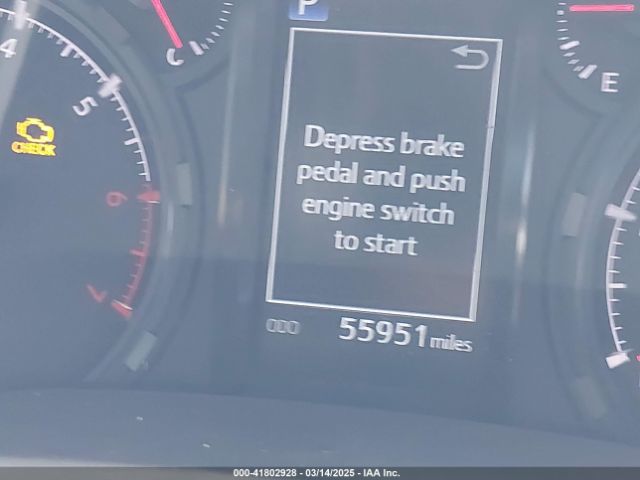 P
4
C
5
E
CHECK
Depress brake
pedal and push
engine switch
to start
6
7
ODO 55951 miles
000-41802928 - 03/14/2025 - IAA Inc.